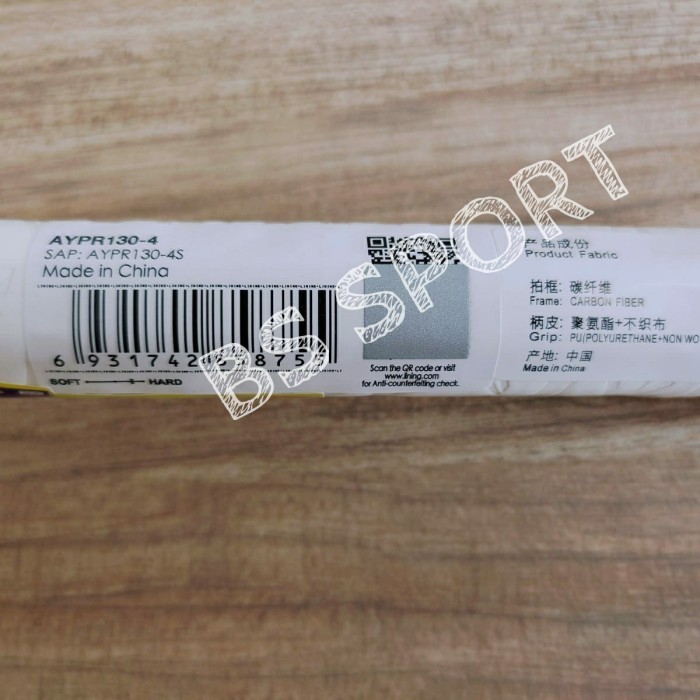 AYPR130-4
SAP: AYPR130-4S
Made in China
SOFT HARD
Scan the QR code or visit
www.lining.com
for Anti-counterfeiting check.
产品成份
Product Fabric
拍框: 碳纤维
Frame: CARBON FIBER
柄皮: 聚氨酯+不织布
Grip: PU(POLYURETHANE+NON
产地: 中国
Made in China
BS SPORT